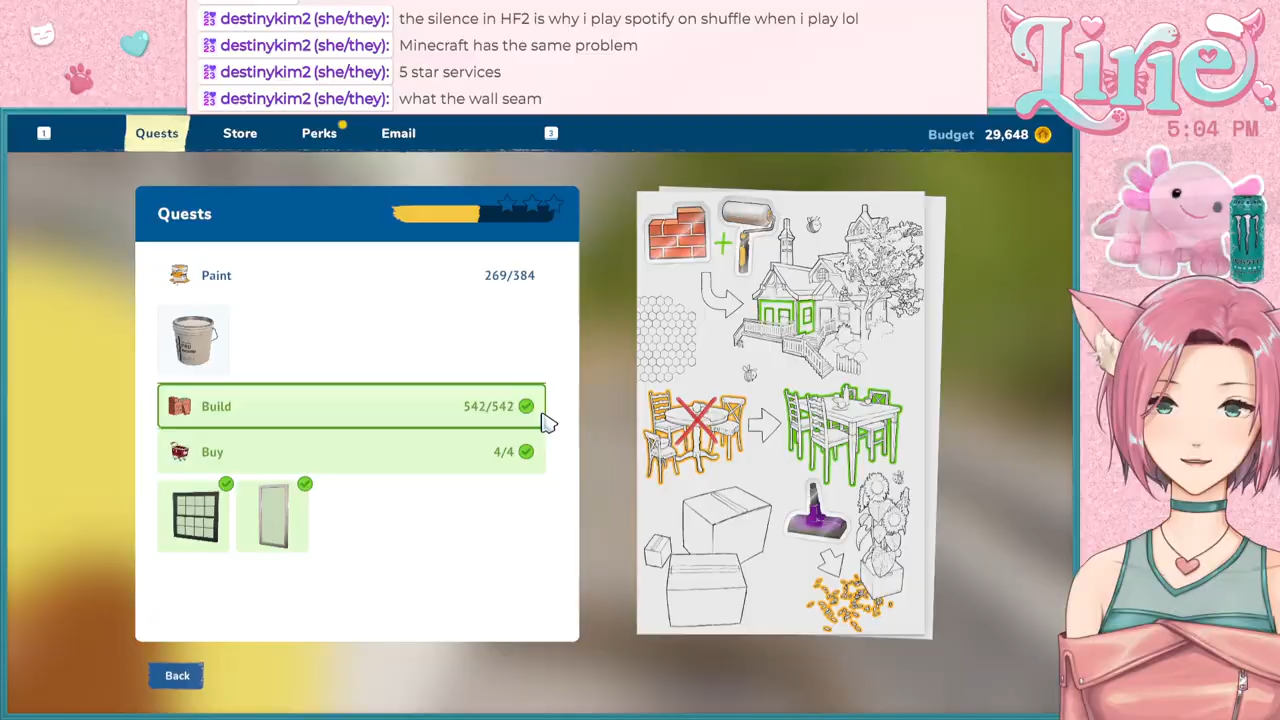 destinykim2 (she/they): the silence in HF2 is why i play spotify on shuffle when i play lol
destinykim2 (she/they): Minecraft has the same problem
destinykim2 (she/they): 5 star services
destinykim2 (she/they): what the wall seam
Lirie
5:04 PM
1 Quests Store Perks Email 3 Budget 29,648
Quests
Paint 269/384
Build 542/542
Buy 4/4
Back